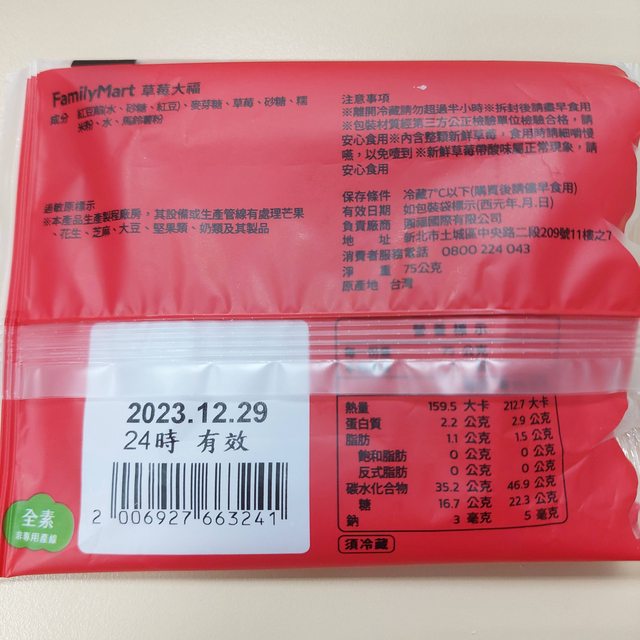 FamilyMart 草莓大福
成分 紅豆餡(水、砂糖、紅豆)、麥芽糖、草莓、砂糖、糯
米粉、水、馬鈴薯粉
過敏原標示
※本產品生產製程廠房，其設備或生產管線有處理芒果
、花生、芝麻、大豆、堅果類、奶類及其製品
注意事項
※離開冷藏請勿超過半小時※拆封後請儘早食用
※包裝材質經第三方公正檢驗單位檢驗合格，請
安心食用※內含整顆新鮮草莓，食用時請細嚼慢
嚥，以免噎到※新鮮草莓帶酸味屬正常現象，請
安心食用
保存條件 冷藏7°C以下(購買後請儘早食用)
有效日期 如包裝袋標示(西元年.月.日)
負責廠商 國際有限公司
地 址 新北市土城區中央路二段209號11樓之7
消費者服務電話 0800 224 043
淨 重 75公克
原產地 台灣
營養標示
熱量 159.5 大卡 212.7 大卡
蛋白質 2.2 公克 2.9 公克
脂肪 1.1 公克 1.5 公克
飽和脂肪 0 公克 0 公克
反式脂肪 0 公克 0 公克
碳水化合物 35.2 公克 46.9 公克
糖 16.7 公克 22.3 公克
鈉 3 毫克 5 毫克
須冷藏
2023.12.29
24時 有效
2 006927 663241
全素
非專用產線